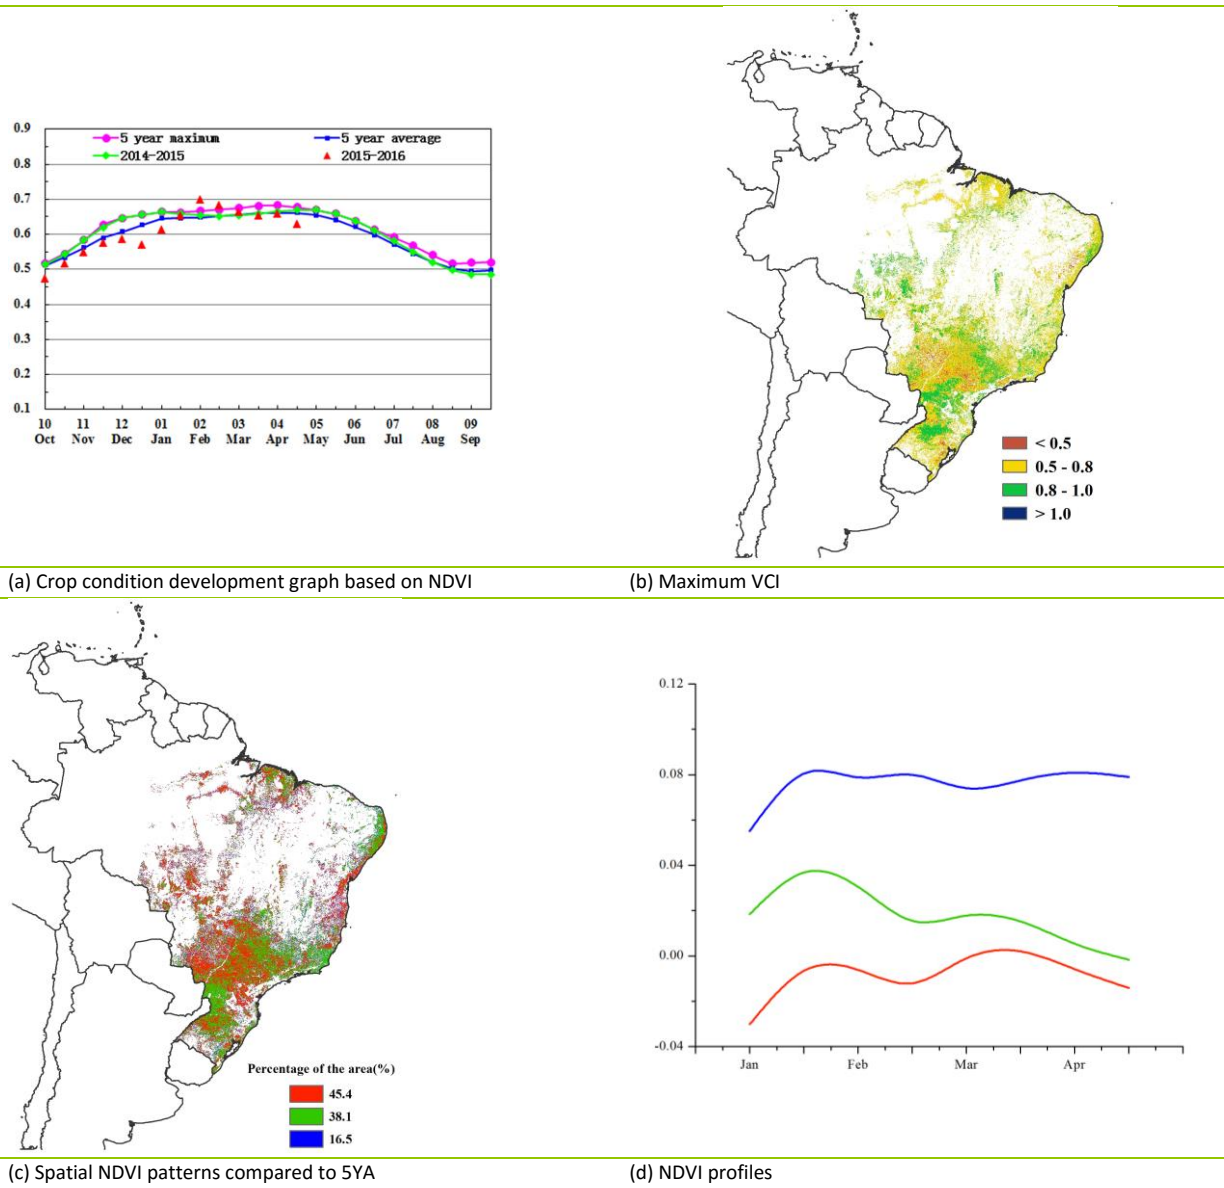 0.9
0.8
0.7
0.6
0.5
0.4
0.3
0.2
0.1
5 year maximum
5 year average
2014-2015
2015-2016
10 11 12 01 02 03 04 05 06 07 08 09
Oct Nov Dec Jan Feb Mar Apr May Jun Jul Aug Sep
< 0.5
0.5 - 0.8
0.8 - 1.0
> 1.0
(a) Crop condition development graph based on NDVI
(b) Maximum VCI
Percentage of the area(%)
45.4
38.1
16.5
0.12
0.08
0.04
0.00
-0.04
Jan Feb Mar Apr
(c) Spatial NDVI patterns compared to 5YA
(d) NDVI profiles